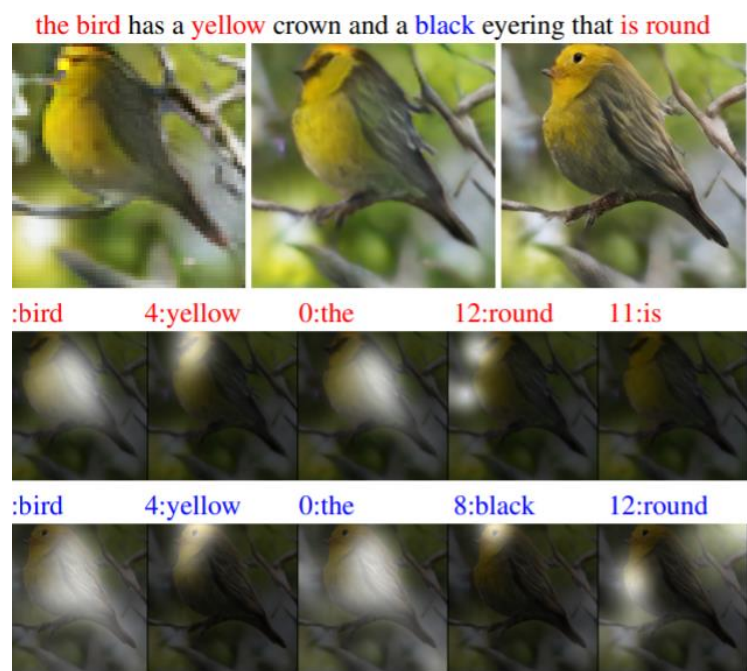 the bird has a yellow crown and a black eyering that is round
:bird 4:yellow 0:the 12:round 11:is
:bird 4:yellow 0:the 8:black 12:round